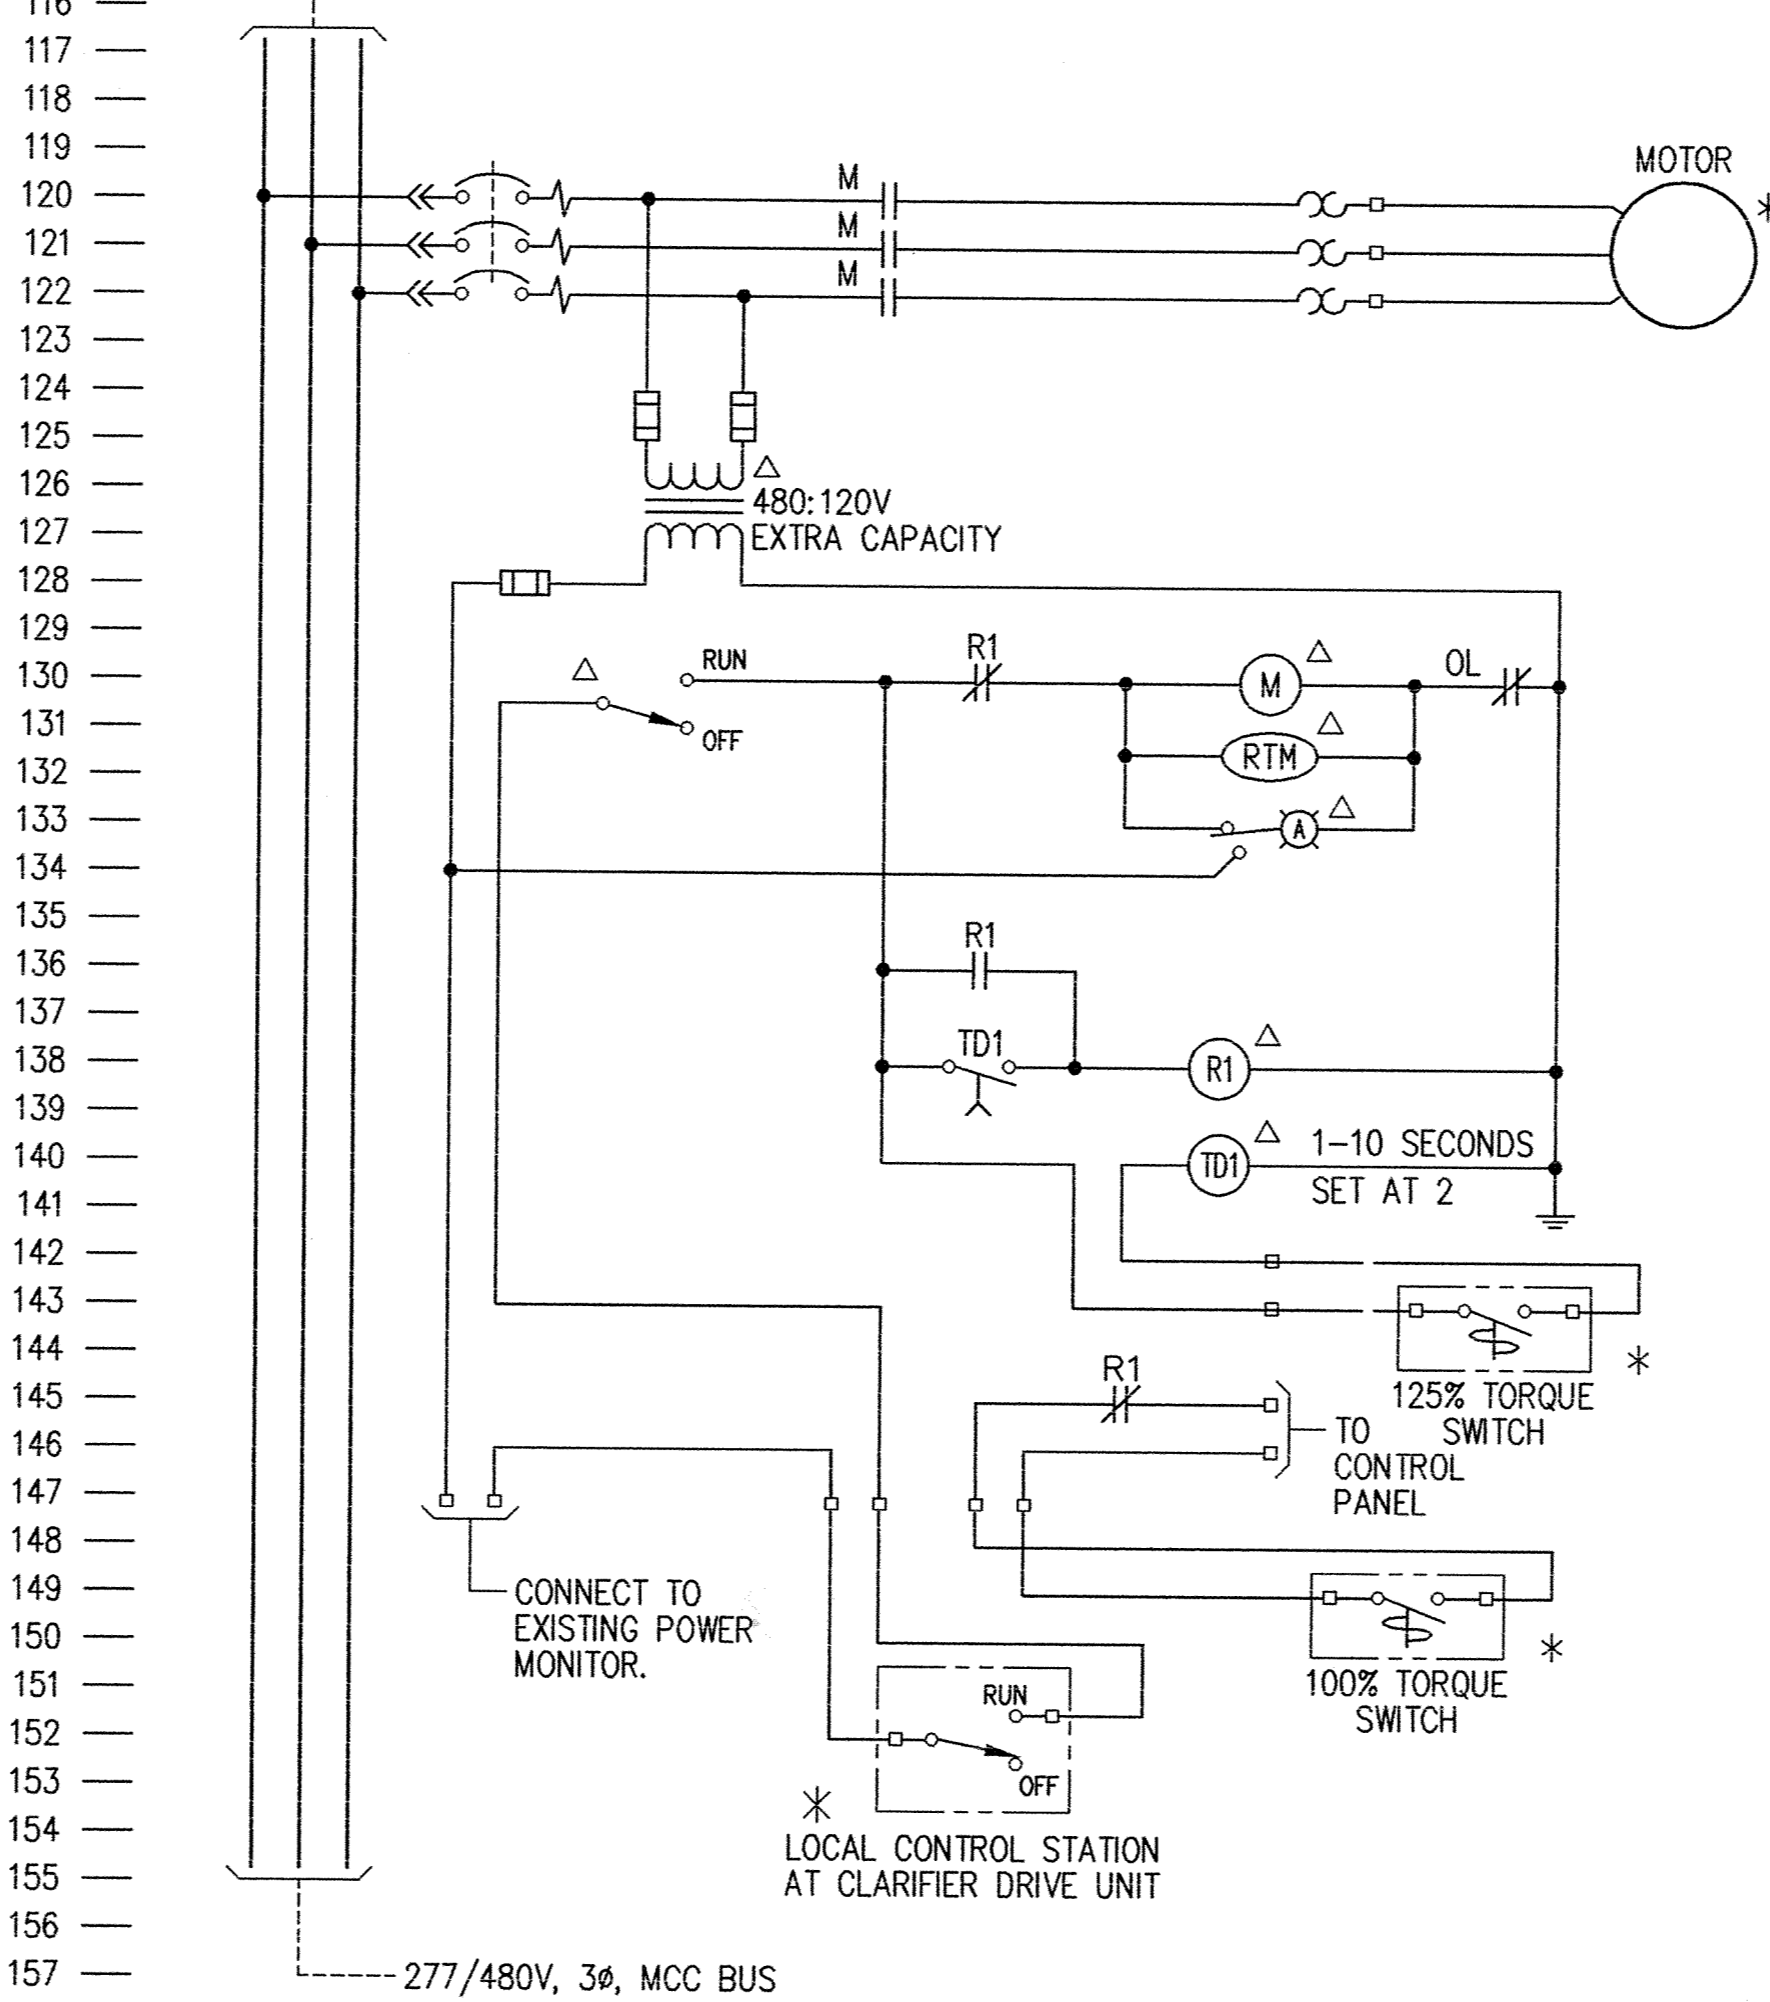 116
117
118
119
MOTOR
120
M
121
M
122
M
123
124
125
126
480:120V
127
EXTRA CAPACITY
128
129
130
RUN
R1
M
OL
131
OFF
132
RTM
133
A
134
135
136
R1
137
138
TD1
R1
139
140
TD1
1-10 SECONDS
141
SET AT 2
142
143
144
145
R1
125% TORQUE
SWITCH
146
TO
CONTROL
PANEL
147
148
149
CONNECT TO
EXISTING POWER
MONITOR.
150
151
RUN
100% TORQUE
SWITCH
152
153
OFF
154
LOCAL CONTROL STATION
AT CLARIFIER DRIVE UNIT
155
156
157
277/480V, 3ø, MCC BUS